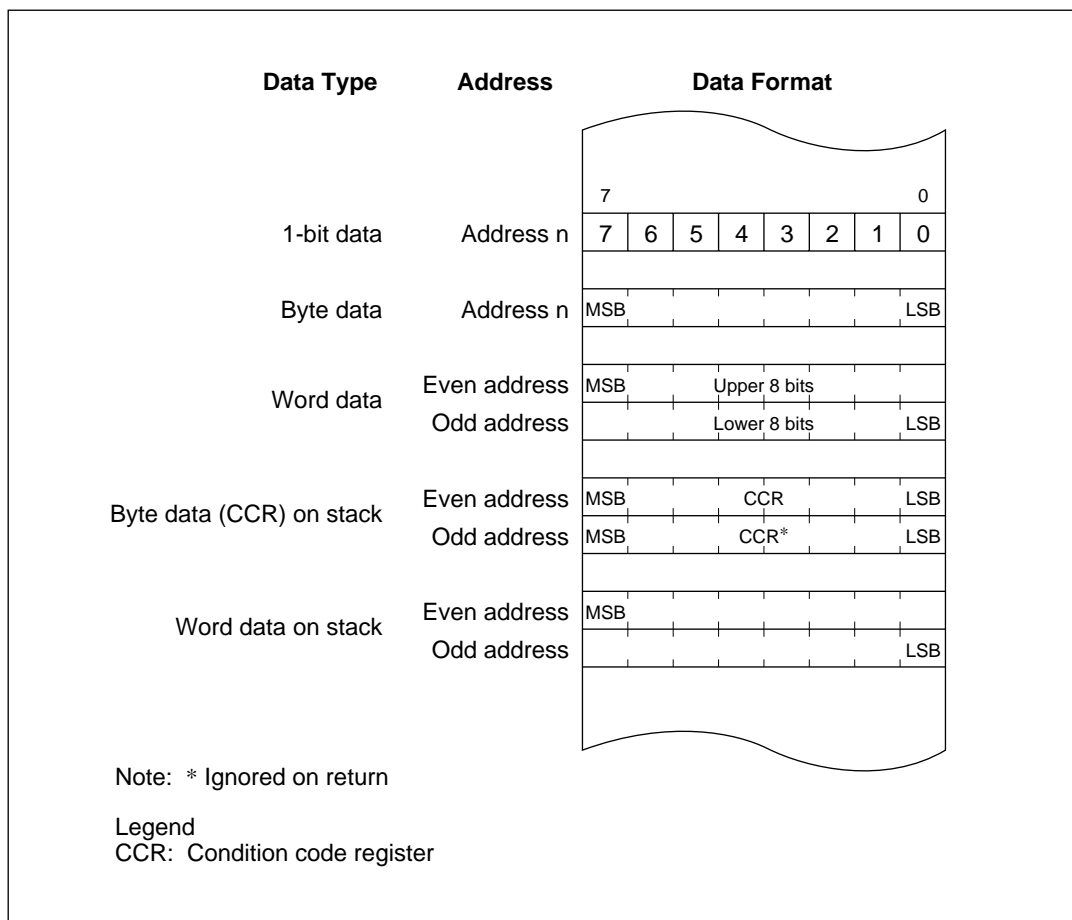 Data Type Address Data Format
7 0
1-bit data Address n 7 6 5 4 3 2 1 0
Byte data Address n MSB LSB
Word data
Even address MSB Upper 8 bits
Odd address Lower 8 bits LSB
Byte data (CCR) on stack
Even address MSB CCR LSB
Odd address MSB CCR* LSB
Word data on stack
Even address MSB
Odd address LSB
Note: * Ignored on return
Legend
CCR: Condition code register